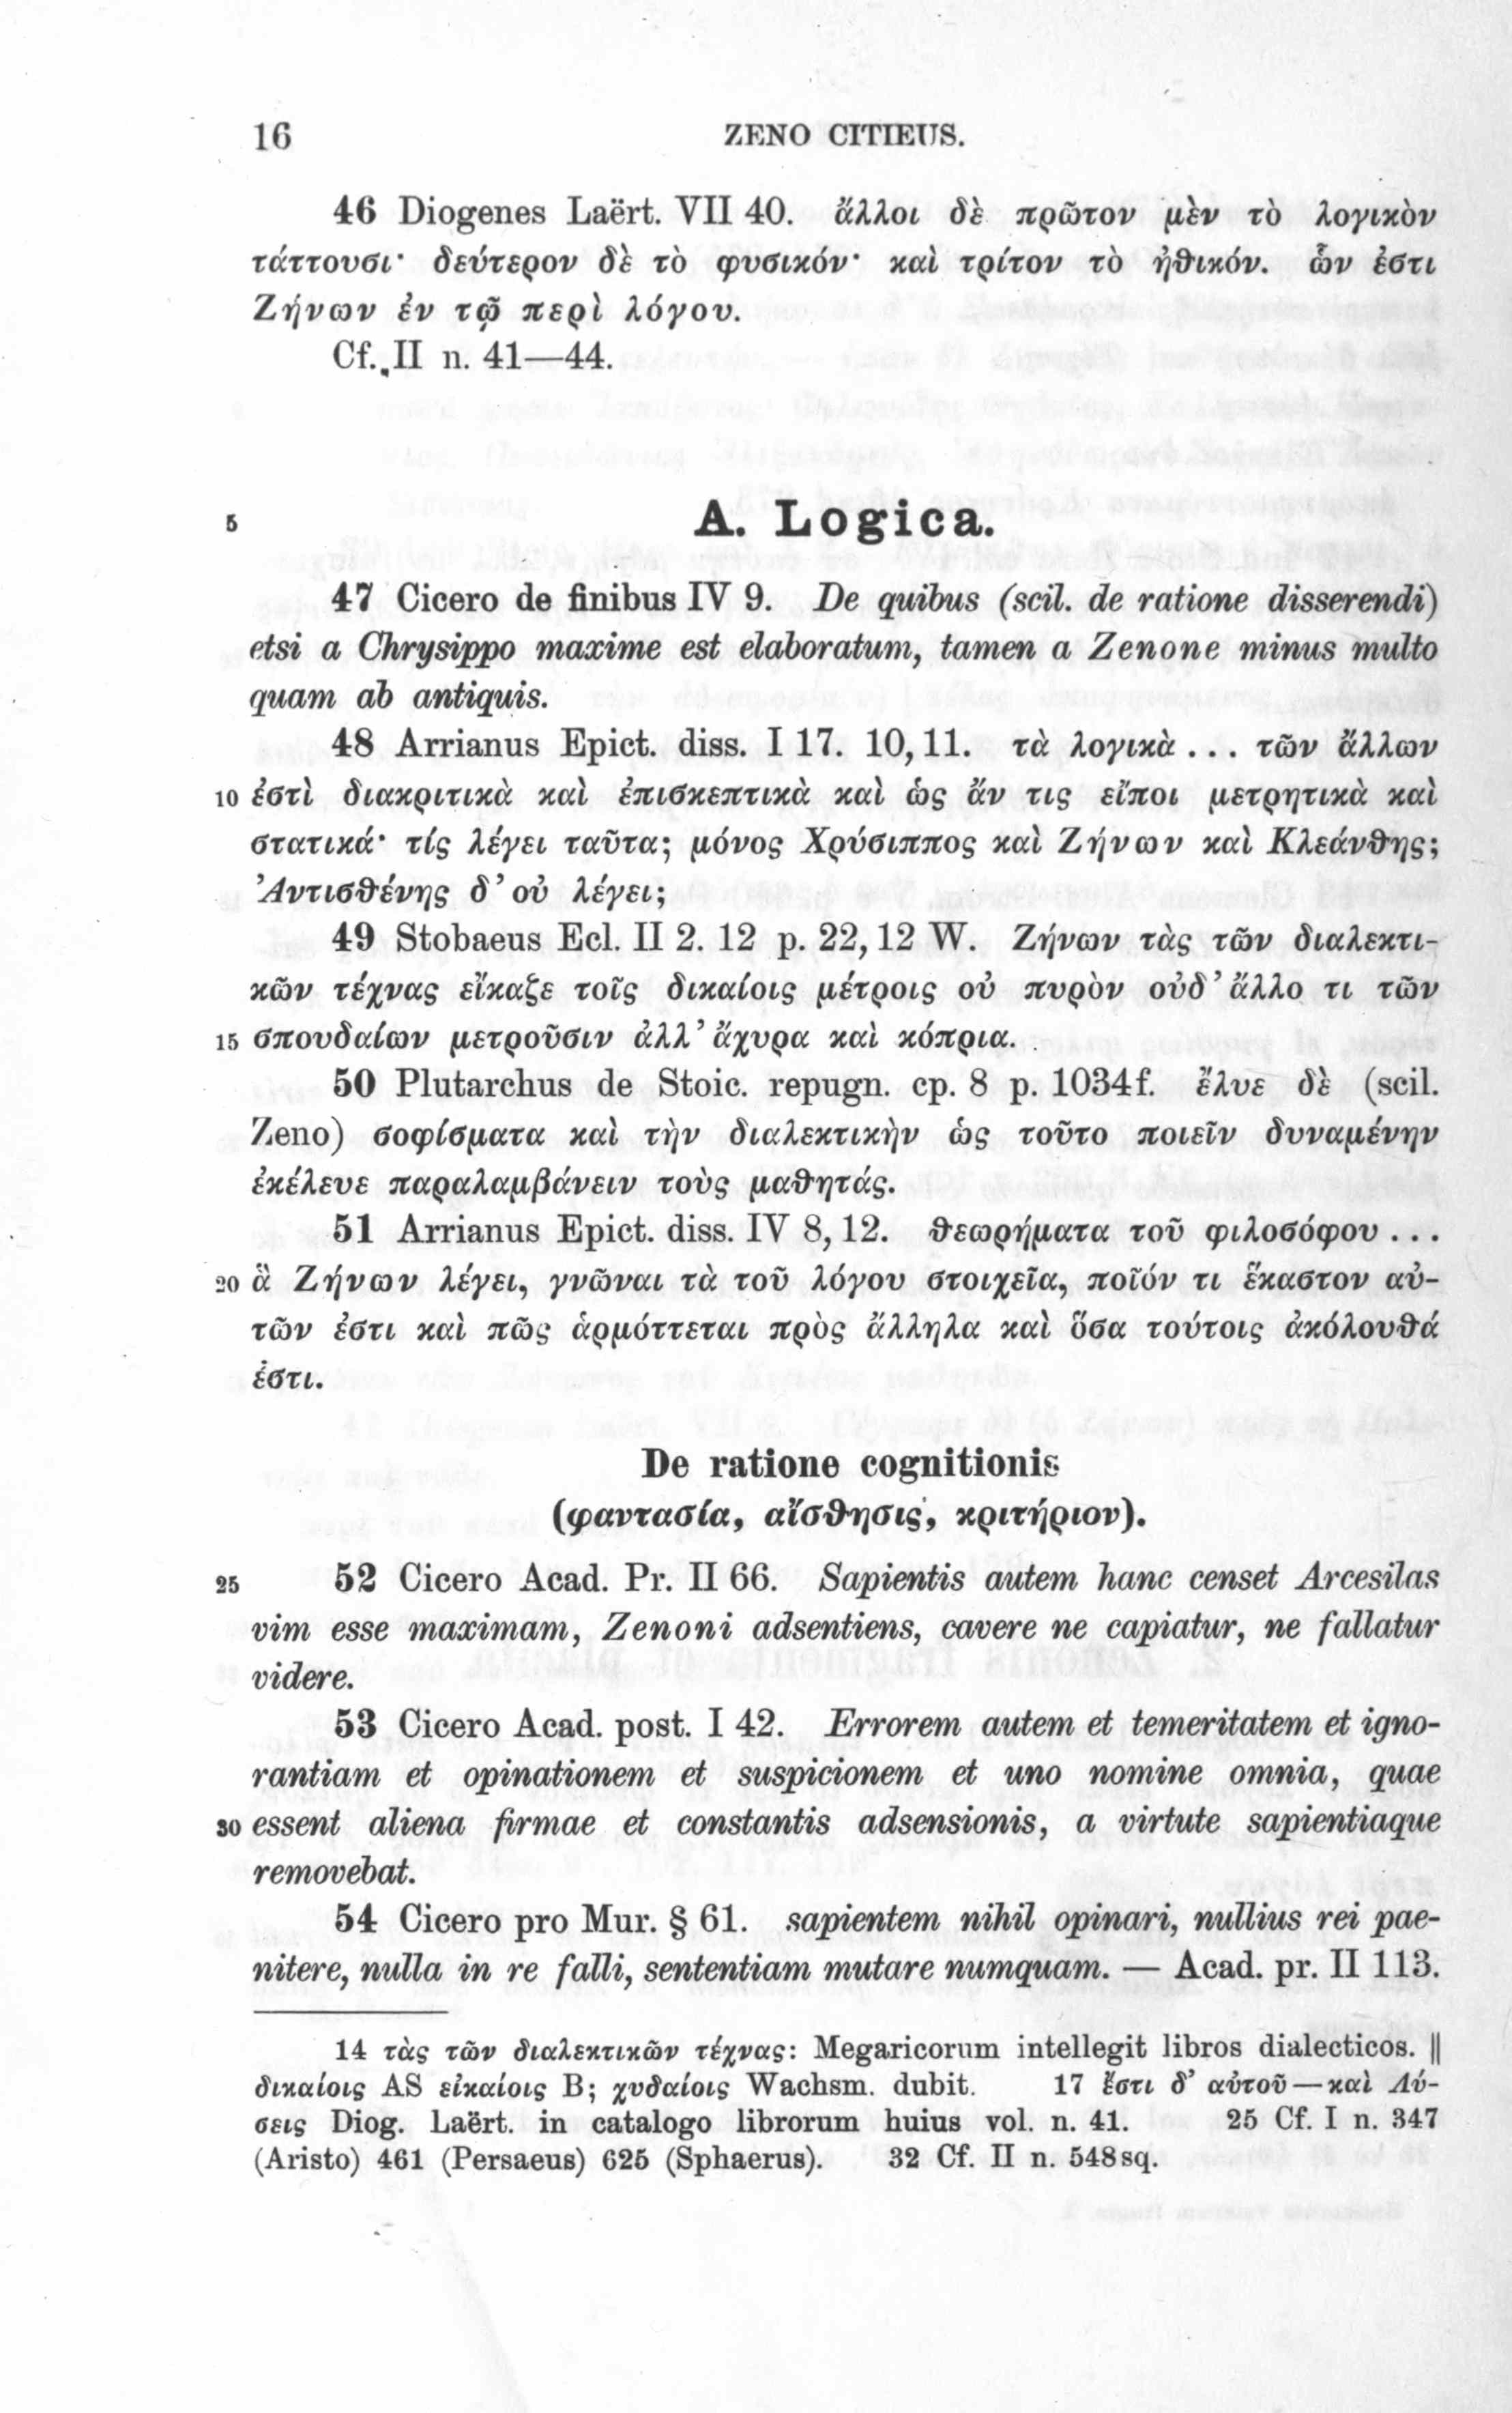 16 ZENO CITIEUS.
46 Diogenes Laërt. VII 40. ἄλλοι δὲ πρῶτον μὲν τὸ λογικὸν
τάττουσι· δεύτερον δὲ τὸ φυσικόν· καὶ τρίτον τὸ ἠθικόν. ὧν ἐστι
Ζήνων ἐν τῷ περὶ λόγου.
Cf. II n. 41—44.
5 A. Logica.
47 Cicero de finibus IV 9. De quibus (scil. de ratione disserendi)
etsi a Chrysippo maxime est elaboratum, tamen a Zenone minus multo
quam ab antiquis.
48 Arrianus Epict. diss. I 17. 10,11. τὰ λογικὰ ... τῶν ἄλλων
10 ἐστὶ διακριτικὰ καὶ ἐπισκεπτικὰ καὶ ὡς ἄν τις εἴποι μετρητικὰ καὶ
στατικά· τίς λέγει ταῦτα; μόνος Χρύσιππος καὶ Ζήνων καὶ Κλεάνθης;
Ἀντισθένης δ’ οὐ λέγει;
49 Stobaeus Ecl. II 2. 12 p. 22,12 W. Ζήνων τὰς τῶν διαλεκτι-
κῶν τέχνας εἴκαζε τοῖς δικαίοις μέτροις οὐ πυρὸν οὐδ’ ἄλλο τι τῶν
15 σπουδαίων μετροῦσιν ἀλλ’ ἄχυρα καὶ κόπρια.
50 Plutarchus de Stoic. repugn. cp. 8 p. 1034f. ἔλυε δὲ (scil.
Zeno) σοφίσματα καὶ τὴν διαλεκτικὴν ὡς τοῦτο ποιεῖν δυναμένην
ἐκέλευε παραλαμβάνειν τοὺς μαθητάς.
51 Arrianus Epict. diss. IV 8,12. θεωρήματα τοῦ φιλοσόφου ...
20 ἃ Ζήνων λέγει, γνῶναι τὰ τοῦ λόγου στοιχεῖα, ποῖόν τι ἕκαστον αὐ-
τῶν ἐστι καὶ πῶς ἁρμόττεται πρὸς ἄλληλα καὶ ὅσα τούτοις ἀκόλουθά
ἐστι.
De ratione cognitionis
(φαντασία, αἴσθησις, κριτήριον).
25 52 Cicero Acad. Pr. II 66. Sapientis autem hanc censet Arcesilas
vim esse maximam, Zenoni adsentiens, cavere ne capiatur, ne fallatur
videre.
53 Cicero Acad. post. I 42. Errorem autem et temeritatem et igno-
rantiam et opinationem et suspicionem et uno nomine omnia, quae
30 essent aliena firmae et constantis adsensionis, a virtute sapientiaque
removebat.
54 Cicero pro Mur. § 61. sapientem nihil opinari, nullius rei pae-
nitere, nulla in re falli, sententiam mutare numquam. — Acad. pr. II 113.
14 τὰς τῶν διαλεκτικῶν τέχνας: Megaricorum intellegit libros dialecticos. ||
δικαίοις AS εἰκαίοις B; χυδαίοις Wachsm. dubit. 17 ἔστι δ’ αὐτοῦ—καὶ Λύ-
σεις Diog. Laërt. in catalogo librorum huius vol. n. 41. 25 Cf. I n. 347
(Aristo) 461 (Persaeus) 625 (Sphaerus). 32 Cf. II n. 548sq.